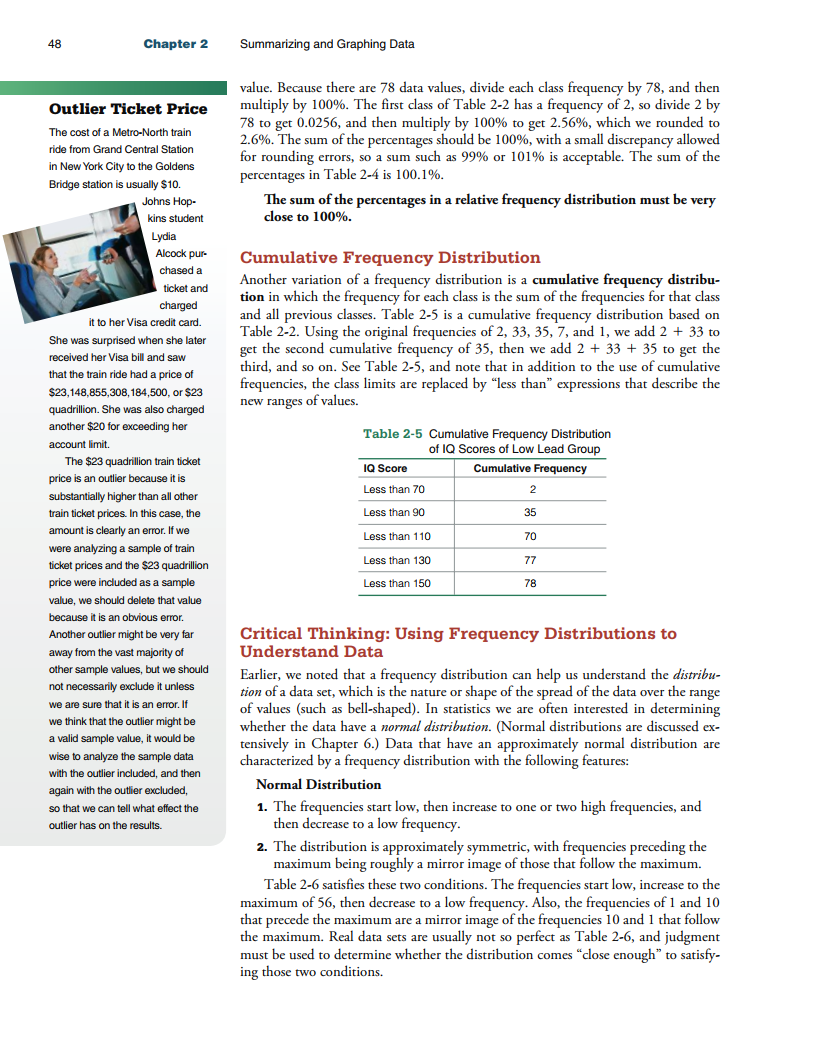 48
Chapter 2 Summarizing and Graphing Data
Outlier Ticket Price
The cost of a Metro-North train
ride from Grand Central Station
in New York City to the Goldens
Bridge station is usually $10.
Johns Hop-
kins student
Lydia
Alcock pur-
chased a
ticket and
charged
it to her Visa credit card.
She was surprised when she later
received her Visa bill and saw
that the train ride had a price of
$23,148,855,308,184,500, or $23
quadrillion. She was also charged
another $20 for exceeding her
account limit.
The $23 quadrillion train ticket
price is an outlier because it is
substantially higher than all other
train ticket prices. In this case, the
amount is clearly an error. If we
were analyzing a sample of train
ticket prices and the $23 quadrillion
price were included as a sample
value, we should delete that value
because it is an obvious error.
Another outlier might be very far
away from the vast majority of
other sample values, but we should
not necessarily exclude it unless
we are sure that it is an error. If
we think that the outlier might be
a valid sample value, it would be
wise to analyze the sample data
with the outlier included, and then
again with the outlier excluded,
so that we can tell what effect the
outlier has on the results.
value. Because there are 78 data values, divide each class frequency by 78, and then
multiply by 100%. The first class of Table 2-2 has a frequency of 2, so divide 2 by
78 to get 0.0256, and then multiply by 100% to get 2.56%, which we rounded to
2.6%. The sum of the percentages should be 100%, with a small discrepancy allowed
for rounding errors, so a sum such as 99% or 101% is acceptable. The sum of the
percentages in Table 2-4 is 100.1%.
The sum of the percentages in a relative frequency distribution must be very
close to 100%.
Cumulative Frequency Distribution
Another variation of a frequency distribution is a cumulative frequency distribu-
tion in which the frequency for each class is the sum of the frequencies for that class
and all previous classes. Table 2-5 is a cumulative frequency distribution based on
Table 2-2. Using the original frequencies of 2, 33, 35, 7, and 1, we add 2 + 33 to
get the second cumulative frequency of 35, then we add 2 + 33 + 35 to get the
third, and so on. See Table 2-5, and note that in addition to the use of cumulative
frequencies, the class limits are replaced by “less than” expressions that describe the
new ranges of values.
Table 2-5 Cumulative Frequency Distribution
of IQ Scores of Low Lead Group
IQ Score Cumulative Frequency
Less than 70 2
Less than 90 35
Less than 110 70
Less than 130 77
Less than 150 78
Critical Thinking: Using Frequency Distributions to
Understand Data
Earlier, we noted that a frequency distribution can help us understand the distribu-
tion of a data set, which is the nature or shape of the spread of the data over the range
of values (such as bell-shaped). In statistics we are often interested in determining
whether the data have a normal distribution. (Normal distributions are discussed ex-
tensively in Chapter 6.) Data that have an approximately normal distribution are
characterized by a frequency distribution with the following features:
Normal Distribution
1. The frequencies start low, then increase to one or two high frequencies, and
then decrease to a low frequency.
2. The distribution is approximately symmetric, with frequencies preceding the
maximum being roughly a mirror image of those that follow the maximum.
Table 2-6 satisfies these two conditions. The frequencies start low, increase to the
maximum of 56, then decrease to a low frequency. Also, the frequencies of 1 and 10
that precede the maximum are a mirror image of the frequencies 10 and 1 that follow
the maximum. Real data sets are usually not so perfect as Table 2-6, and judgment
must be used to determine whether the distribution comes “close enough” to satisfy-
ing those two conditions.